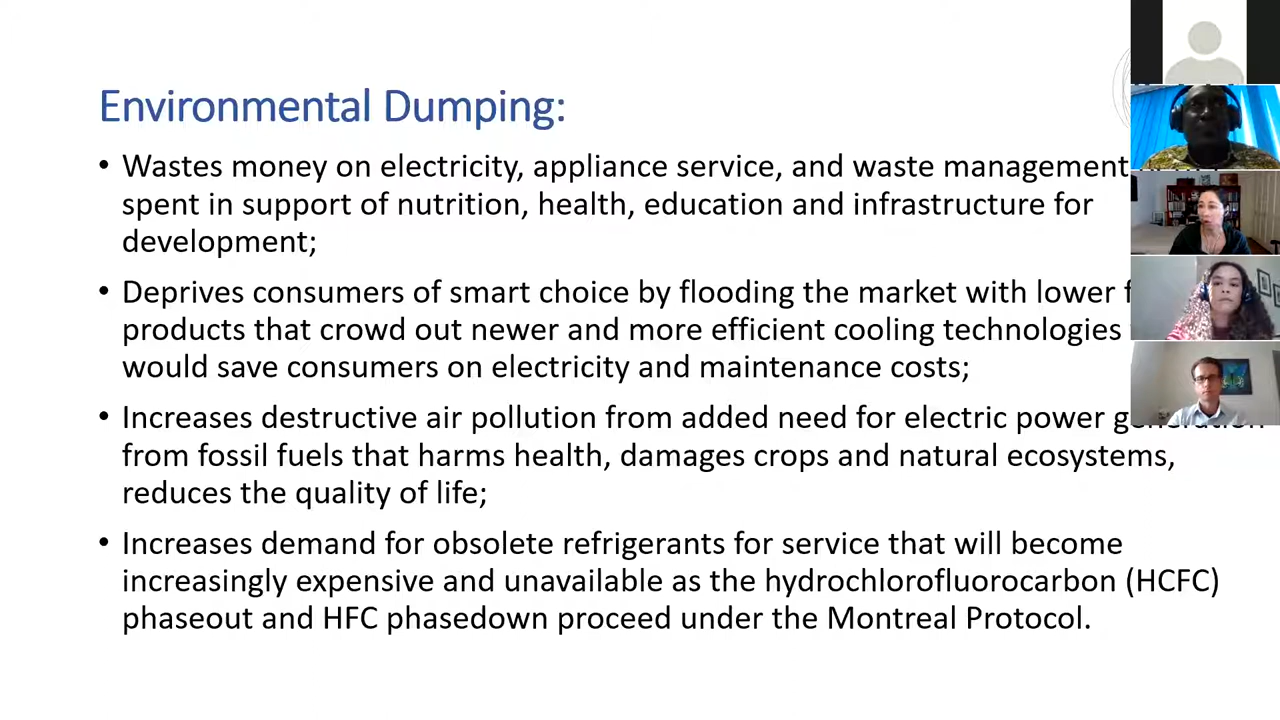 Environmental Dumping:
• Wastes money on electricity, appliance service, and waste management
spent in support of nutrition, health, education and infrastructure for
development;
• Deprives consumers of smart choice by flooding the market with lower
products that crowd out newer and more efficient cooling technologies
would save consumers on electricity and maintenance costs;
• Increases destructive air pollution from added need for electric power generation
from fossil fuels that harms health, damages crops and natural ecosystems,
reduces the quality of life;
• Increases demand for obsolete refrigerants for service that will become
increasingly expensive and unavailable as the hydrochlorofluorocarbon (HCFC)
phaseout and HFC phasedown proceed under the Montreal Protocol.